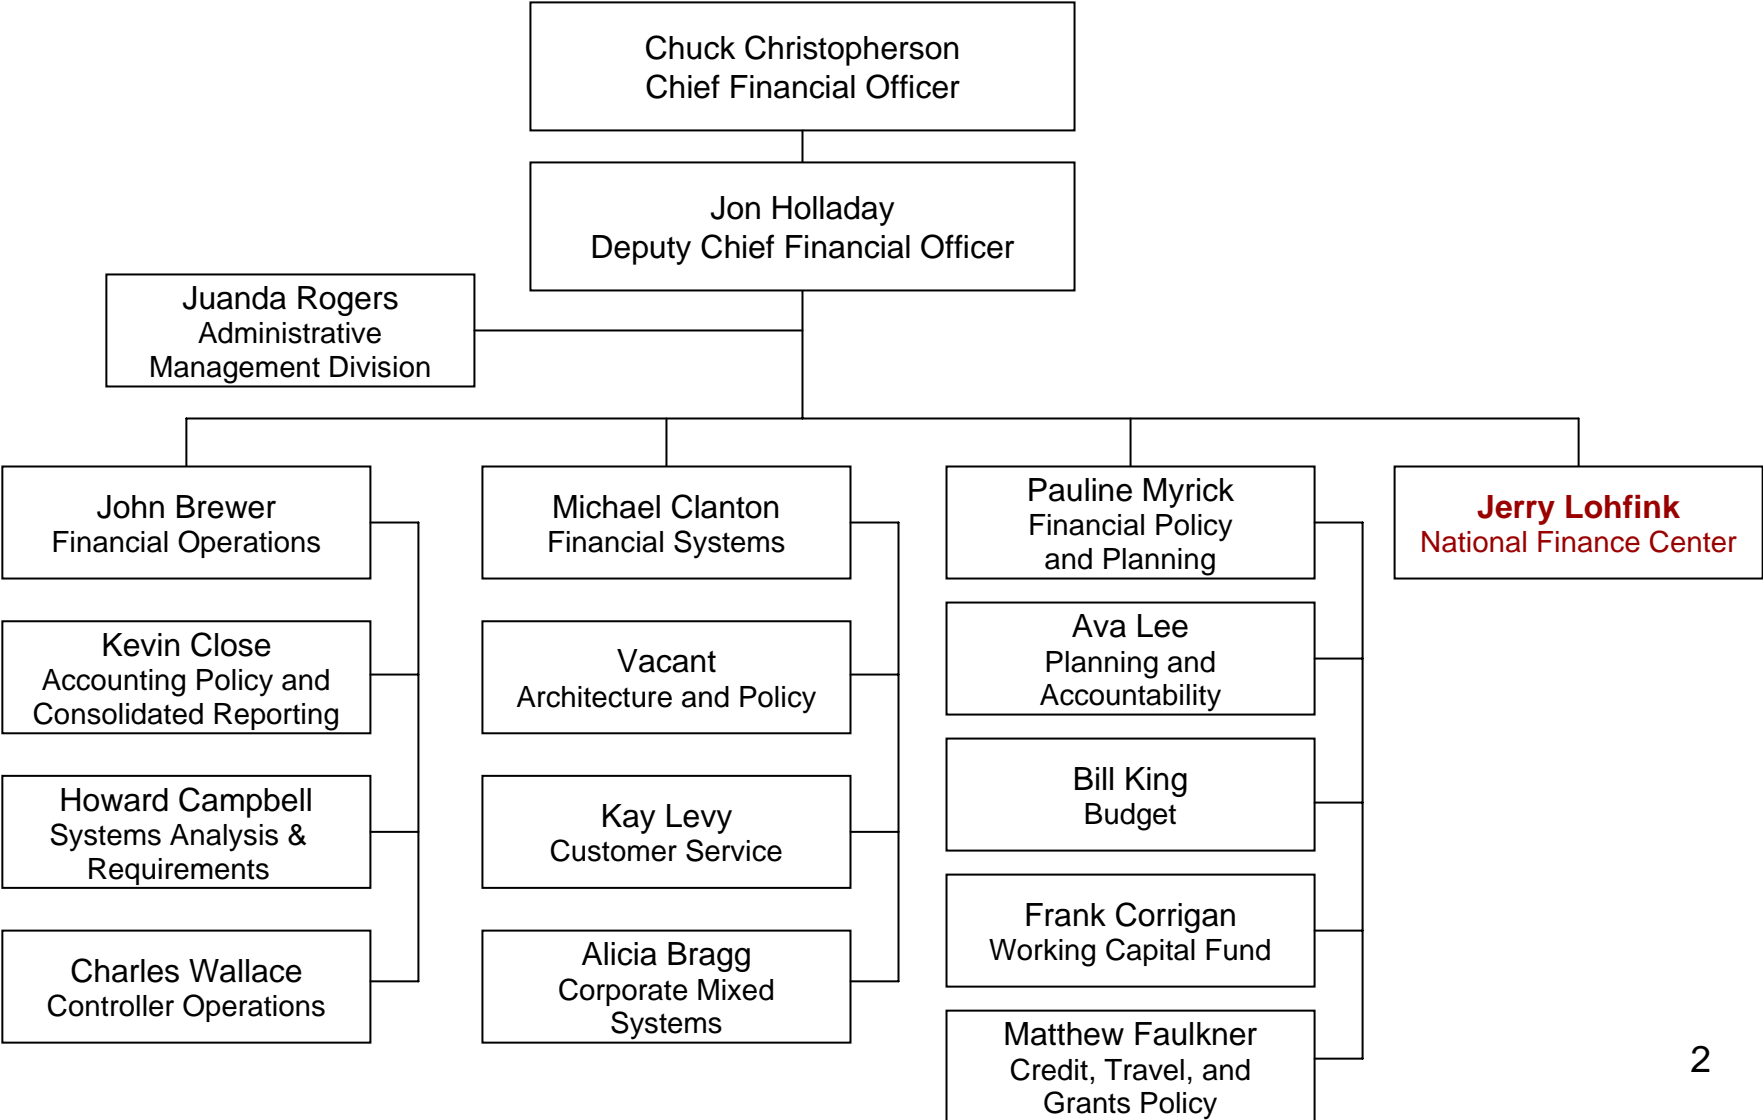 Chuck Christopherson
Chief Financial Officer
Jon Holladay
Deputy Chief Financial Officer
Juanda Rogers
Administrative
Management Division
John Brewer
Financial Operations
Kevin Close
Accounting Policy and
Consolidated Reporting
Howard Campbell
Systems Analysis &
Requirements
Charles Wallace
Controller Operations
Michael Clanton
Financial Systems
Vacant
Architecture and Policy
Kay Levy
Customer Service
Alicia Bragg
Corporate Mixed
Systems
Pauline Myrick
Financial Policy
and Planning
Ava Lee
Planning and
Accountability
Bill King
Budget
Frank Corrigan
Working Capital Fund
Matthew Faulkner
Credit, Travel, and
Grants Policy
Jerry Lohfink
National Finance Center
2